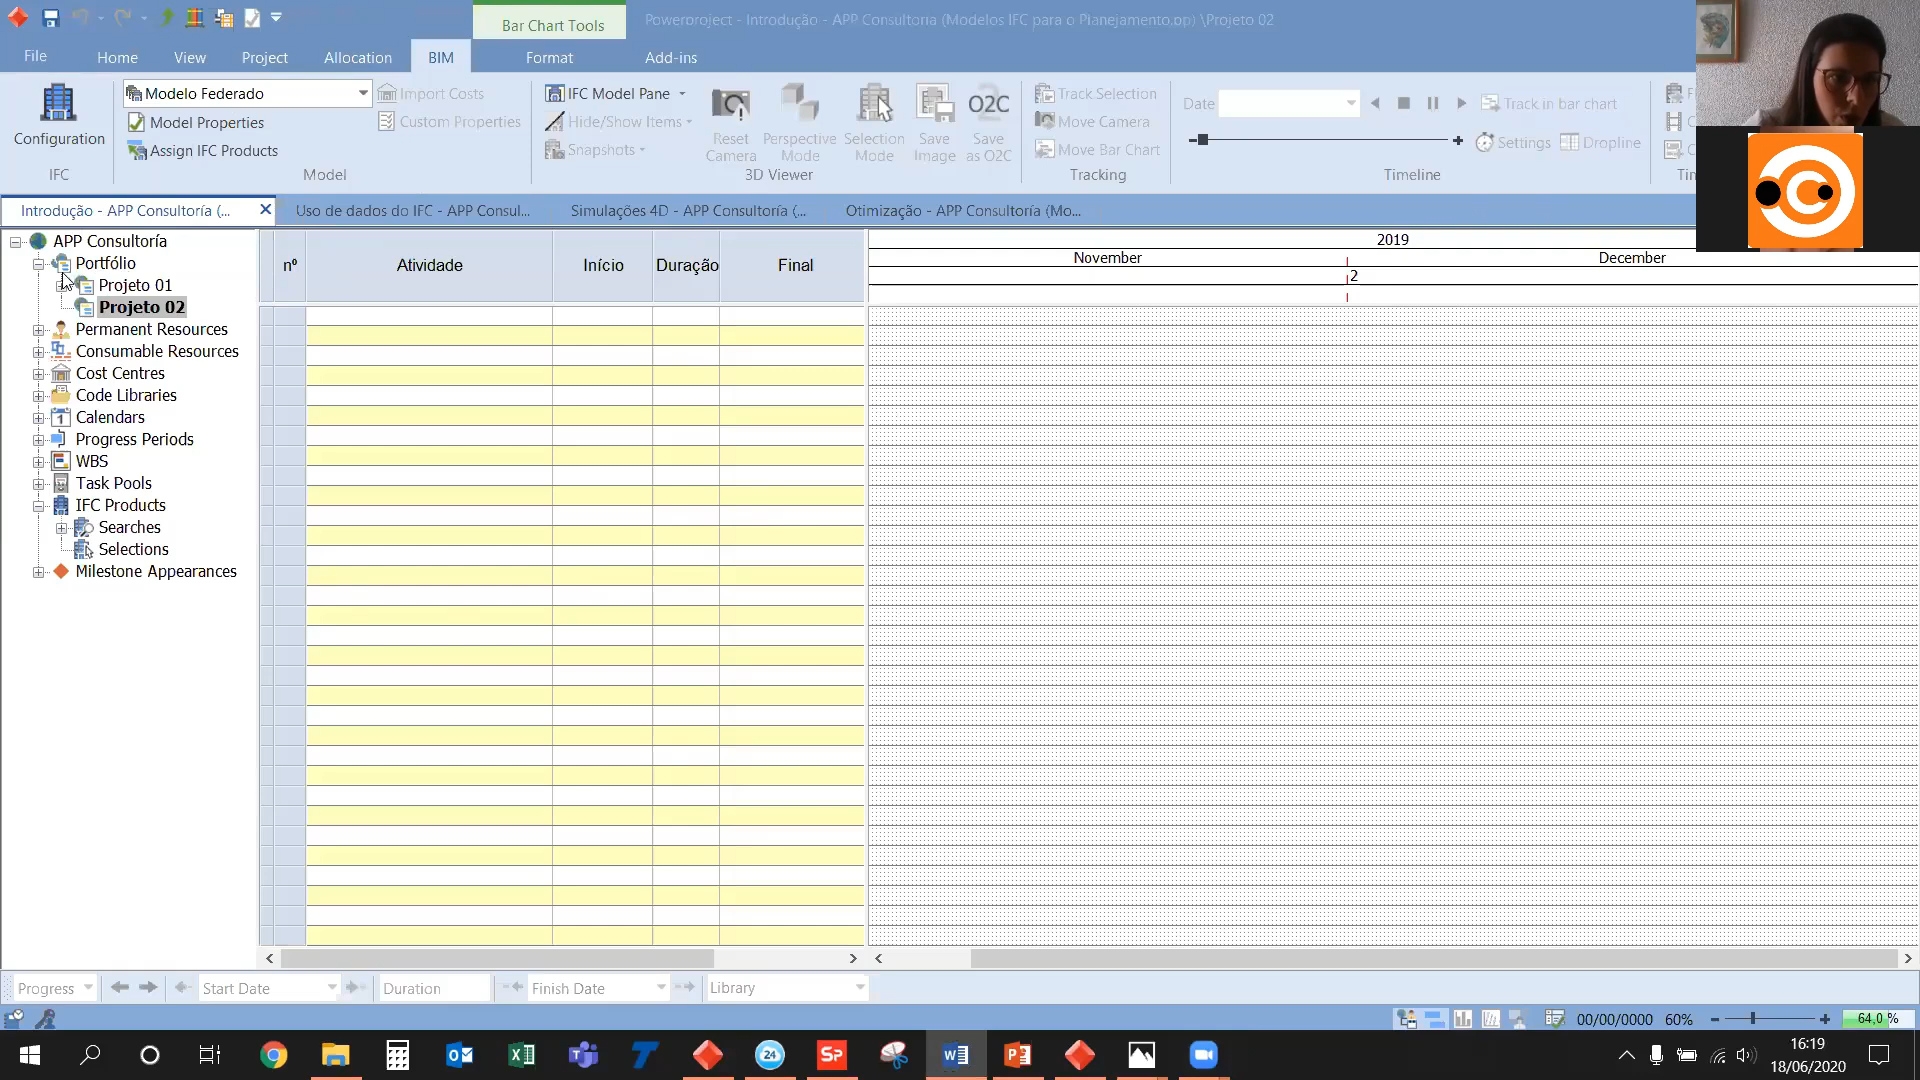 Bar Chart Tools
Powerproject - Introdução - APP Consultoria (Modelos IFC para o Planejamento.pp) \Projeto 02
File Home View Project Allocation BIM Format Add-ins
Configuration
IFC
Modelo Federado
Model Properties
Assign IFC Products
Import Costs
Custom Properties
Model
IFC Model Pane
Hide/Show Items
Snapshots
Reset Camera
Perspective Mode
Selection Mode
Save Image
O2C
Save as O2C
3D Viewer
Track Selection
Move Camera
Move Bar Chart
Tracking
Date
Track in bar chart
Settings Dropline
Timeline
Introdução - APP Consultoría (...
Uso de dados do IFC - APP Consul...
Simulações 4D - APP Consultoría (...
Otimização - APP Consultoría (Mo...
APP Consultoría
Portfólio
Projeto 01
Projeto 02
Permanent Resources
Consumable Resources
Cost Centres
Code Libraries
Calendars
Progress Periods
WBS
Task Pools
IFC Products
Searches
Selections
Milestone Appearances
nº Atividade Início Duração Final
2019
November December
2
Progress Start Date Duration Finish Date Library
00/00/0000 60% 64,0 %
24
SP
16:19
18/06/2020